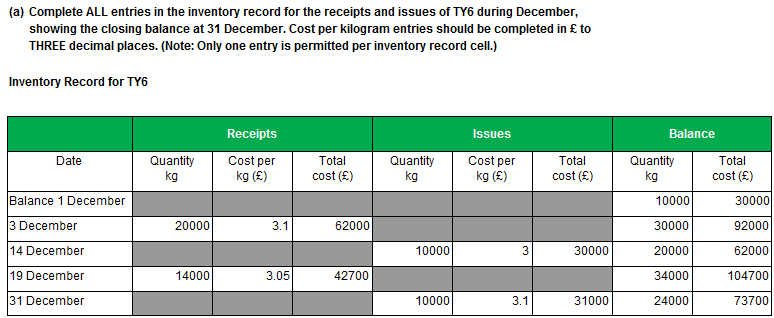 (a) Complete ALL entries in the inventory record for the receipts and issues of TY6 during December,
showing the closing balance at 31 December. Cost per kilogram entries should be completed in £ to
THREE decimal places. (Note: Only one entry is permitted per inventory record cell.)
Inventory Record for TY6
Receipts Issues Balance
Date Quantity kg Cost per kg (£) Total cost (£) Quantity kg Cost per kg (£) Total cost (£) Quantity kg Total cost (£)
Balance 1 December 10000 30000
3 December 20000 3.1 62000 30000 92000
14 December 10000 3 30000 20000 62000
19 December 14000 3.05 42700 34000 104700
31 December 10000 3.1 31000 24000 73700